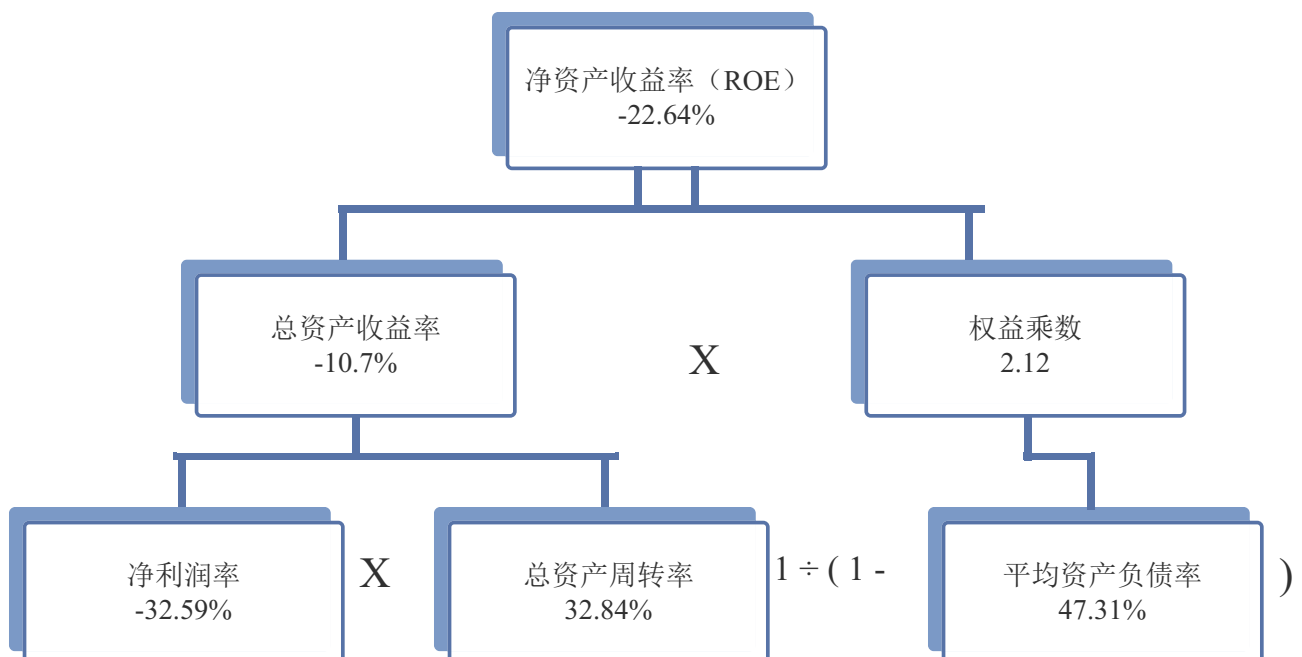 净资产收益率（ROE）
-22.64%
总资产收益率
-10.7%
X
权益乘数
2.12
净利润率
-32.59%
X
总资产周转率
32.84%
1 ÷ ( 1 -
平均资产负债率
47.31%
)